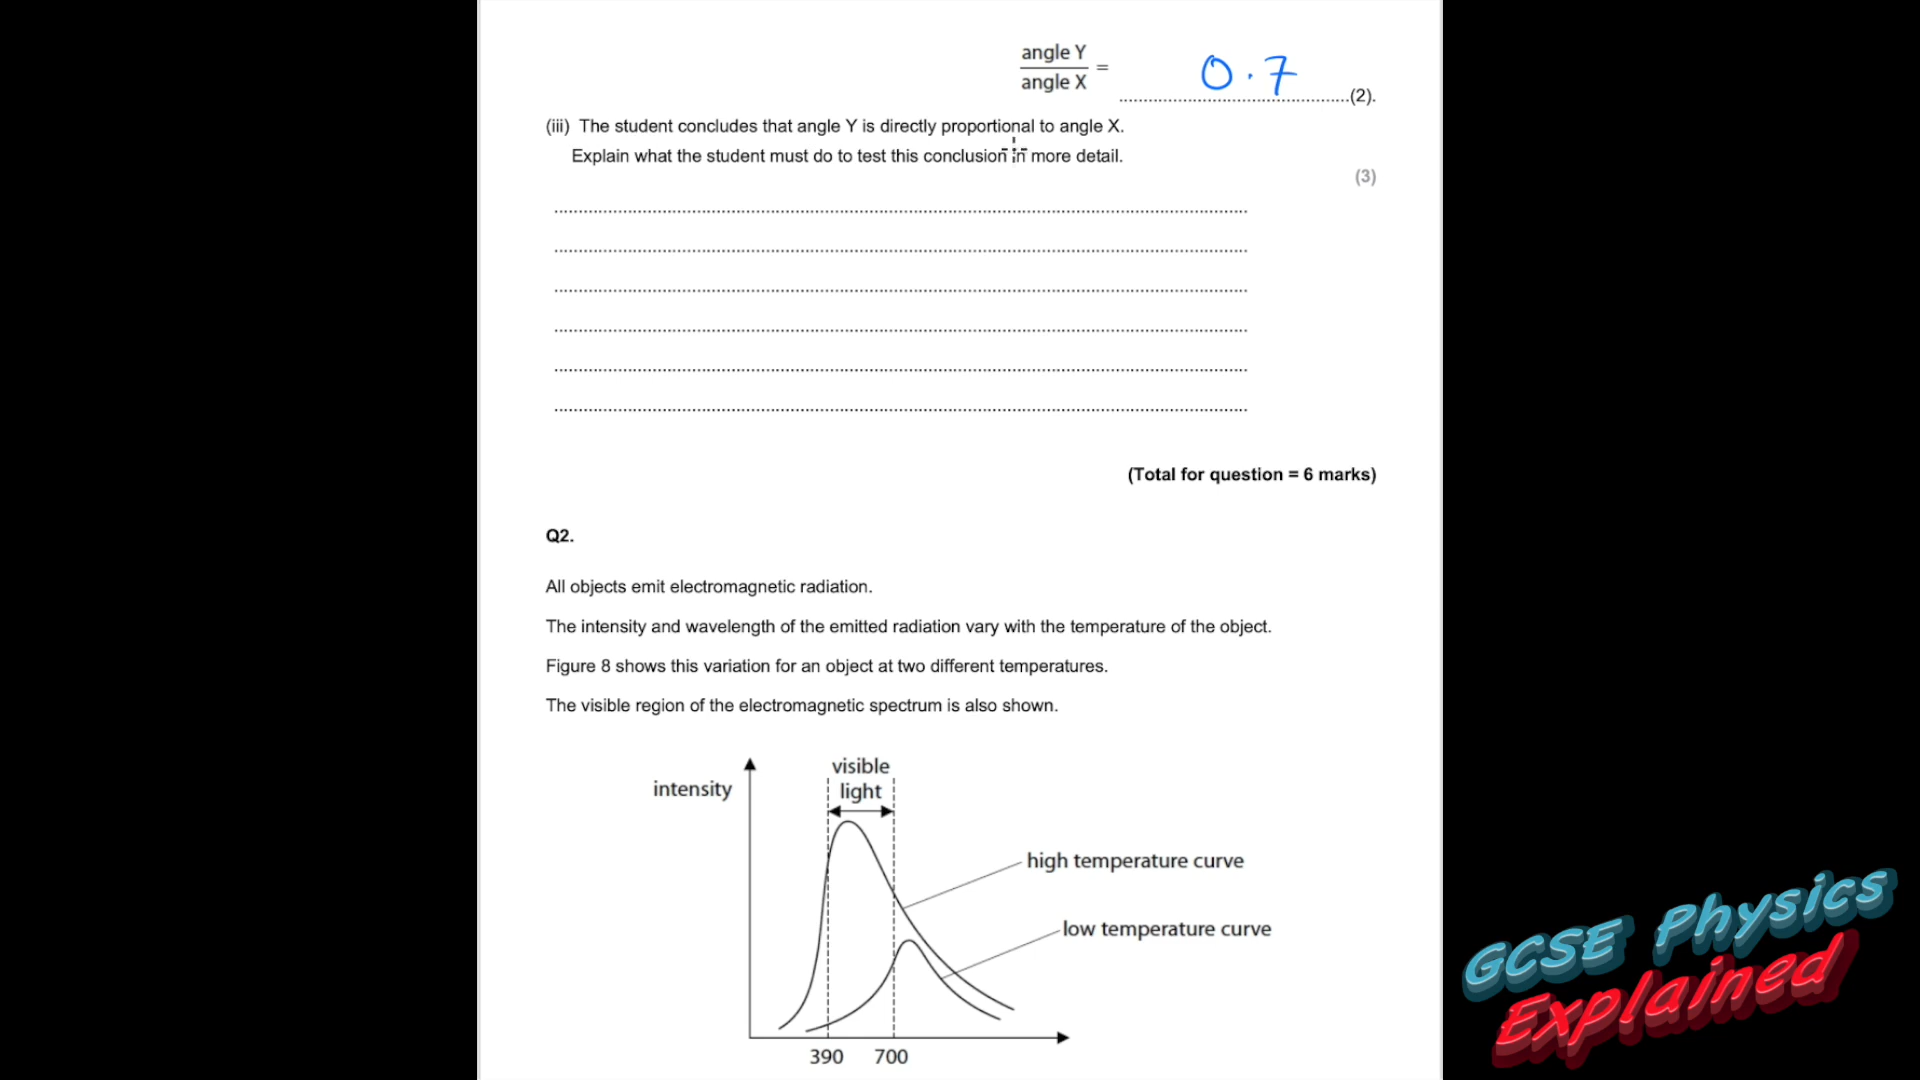 angle Y
angle X
=
0.7
(2).
(iii) The student concludes that angle Y is directly proportional to angle X.
Explain what the student must do to test this conclusion in more detail.
(3)
(Total for question = 6 marks)
Q2.
All objects emit electromagnetic radiation.
The intensity and wavelength of the emitted radiation vary with the temperature of the object.
Figure 8 shows this variation for an object at two different temperatures.
The visible region of the electromagnetic spectrum is also shown.
visible
light
intensity
high temperature curve
low temperature curve
390 700
GCSE Physics
Explained